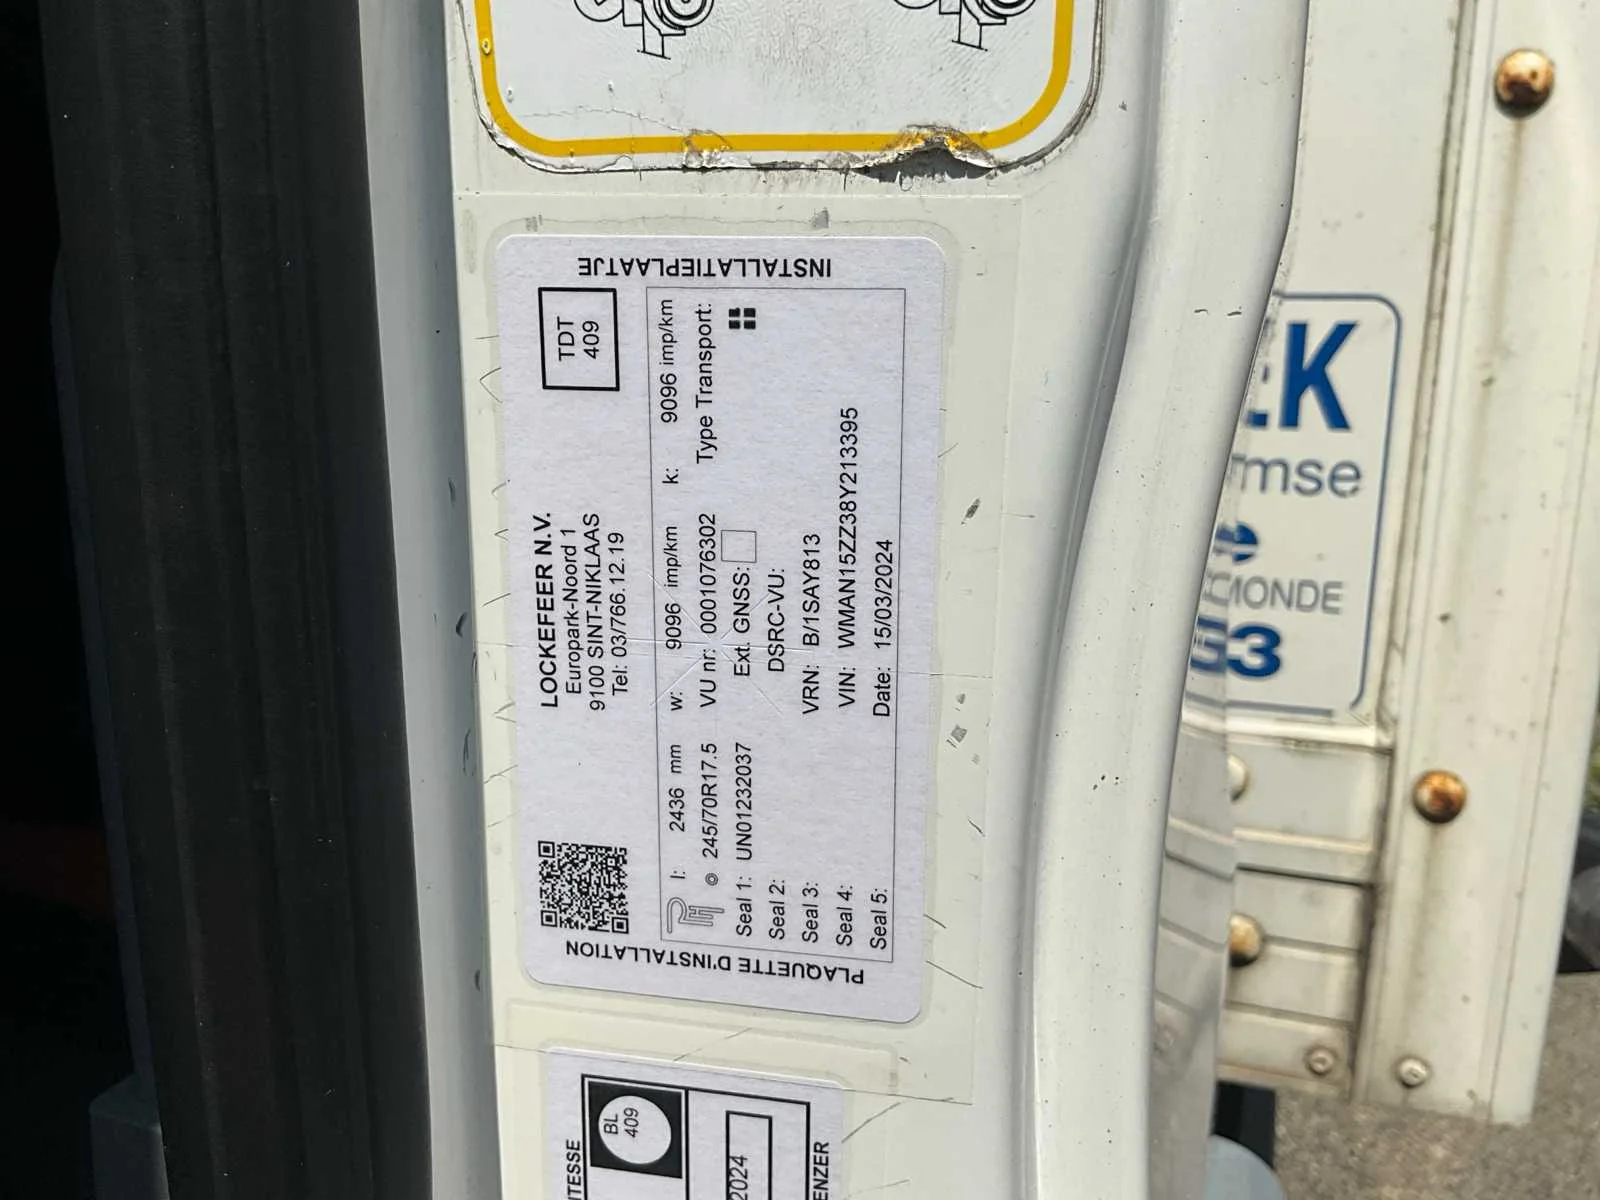 INSTALLATIEPLAATJE
LOCKEFEER N.V.
Europark-Noord 1
9100 SINT-NIKLAAS
Tel: 03/766.12.19
TDT
409
l: 2436 mm w: 9096 imp/km k: 9096 imp/km
245/70R17.5 VU nr: 0001076302 Type Transport:
Seal 1: UN01232037 Ext. GNSS:
Seal 2: DSRC-VU:
Seal 3: VRN: B/1SAY813
Seal 4: VIN: WMAN15ZZ38Y213395
Seal 5: Date: 15/03/2024
PLAQUETTE D'INSTALLATION
BL
409
2024
ITESSE
ENZER
K
mse
MONDE
G3